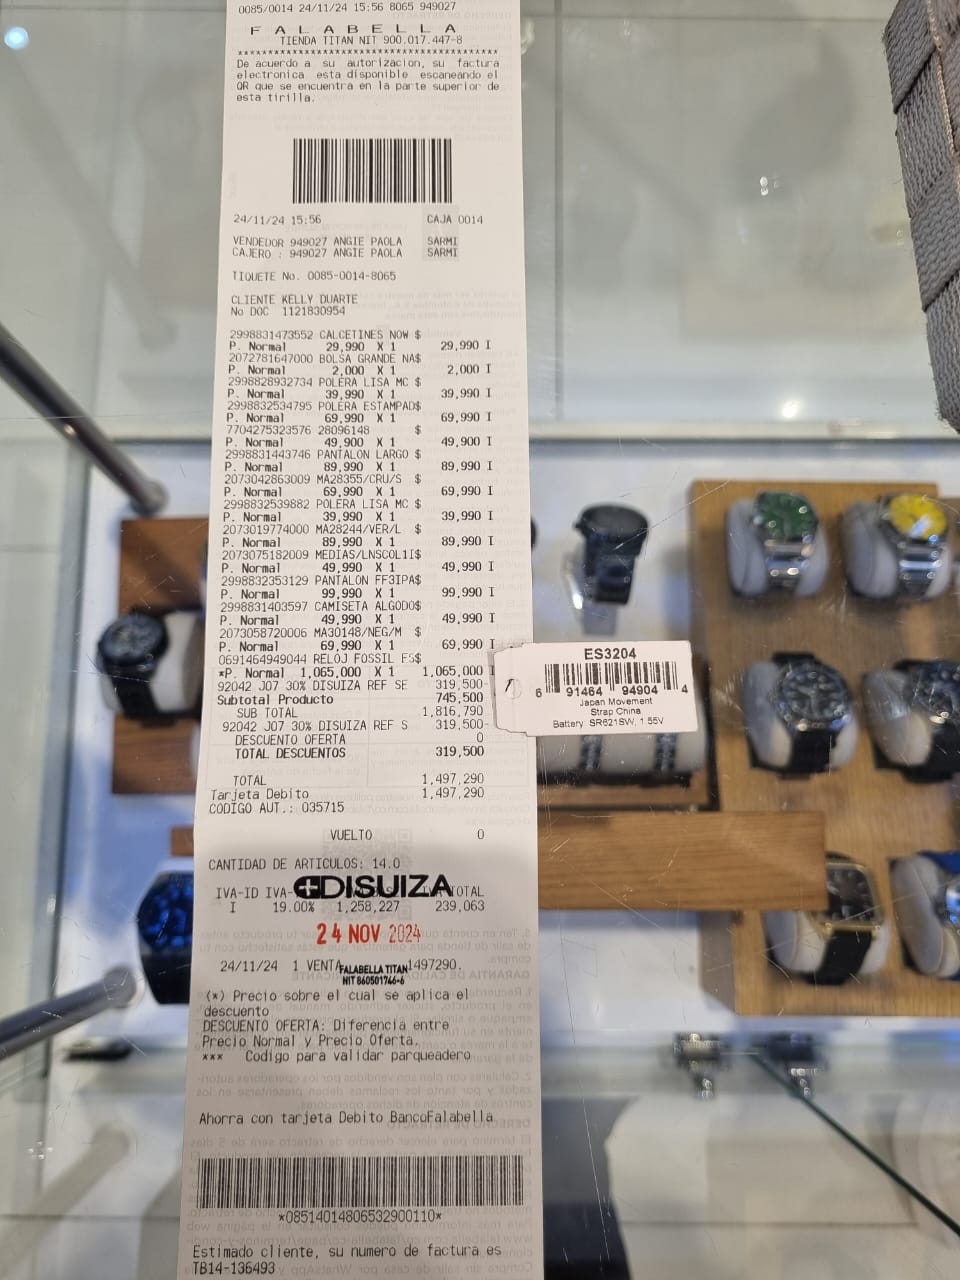 0085/0014 24/11/24 15:56 8065 949027
FALABELLA
TIENDA TITAN NIT 900.017.447-8
De acuerdo a su autorizacion, su factura
electronica esta disponible escaneando el
QR que se encuentra en la parte superior de
esta tirilla.
24/11/24 15:56 CAJA 0014
VENDEDOR 949027 ANGIE PAOLA SARMI
CAJERO : 949027 ANGIE PAOLA SARMI
TIQUETE No. 0085-0014-8065
CLIENTE KELLY DUARTE
No DOC 1121830954
2998831473552 CALCETINES NOW $
P. Normal 29,990 X 1 29,990 I
2072781647000 BOLSA GRANDE NA$
P. Normal 2,000 X 1 2,000 I
2998828932734 POLERA LISA MC $
P. Normal 39,990 X 1 39,990 I
2998832534795 POLERA ESTAMPAD$
P. Normal 69,990 X 1 69,990 I
7704275323576 28096148 $
P. Normal 49,900 X 1 49,900 I
2998831443746 PANTALON LARGO $
P. Normal 89,990 X 1 89,990 I
2073042863009 MA28355/CRU/S $
P. Normal 69,990 X 1 69,990 I
2998832539882 POLERA LISA MC $
P. Normal 39,990 X 1 39,990 I
2073019774000 MA28244/VER/L $
P. Normal 89,990 X 1 89,990 I
2073075182009 MEDIAS/LNSCOL1I$
P. Normal 49,990 X 1 49,990 I
2998832353129 PANTALON FF3IPA$
P. Normal 99,990 X 1 99,990 I
2998831403597 CAMISETA ALGODO$
P. Normal 49,990 X 1 49,990 I
2073058720006 MA30148/NEG/M $
P. Normal 69,990 X 1 69,990 I
0691464949044 RELOJ FOSSIL FS$
*P. Normal 1,065,000 X 1 1,065,000 I
92042 J07 30% DISUIZA REF SE 319,500-
Subtotal Producto 745,500
SUB TOTAL 1,816,790
92042 J07 30% DISUIZA REF S 319,500-
DESCUENTO OFERTA 0
TOTAL DESCUENTOS 319,500
TOTAL 1,497,290
Tarjeta Debito 1,497,290
CODIGO AUT.: 035715
VUELTO 0
CANTIDAD DE ARTICULOS: 14.0
DISUIZA
IVA-ID IVA- TOTAL
I 19.00% 1,258,227 239,063
24 NOV 2024
24/11/24 1 VENTA 1497290.
FALABELLA TITAN
NIT 860501746-6
(*) Precio sobre el cual se aplica el
descuento
DESCUENTO OFERTA: Diferencia entre
Precio Normal y Precio Oferta.
*** Codigo para validar parqueadero
Ahorra con tarjeta Debito BancoFalabella
*08514014806532900110*
Estimado cliente, su numero de factura es
TB14-136493
ES3204
6 91464 94904 4
Japan Movement
Strap China
Battery: SR621SW, 1.55V